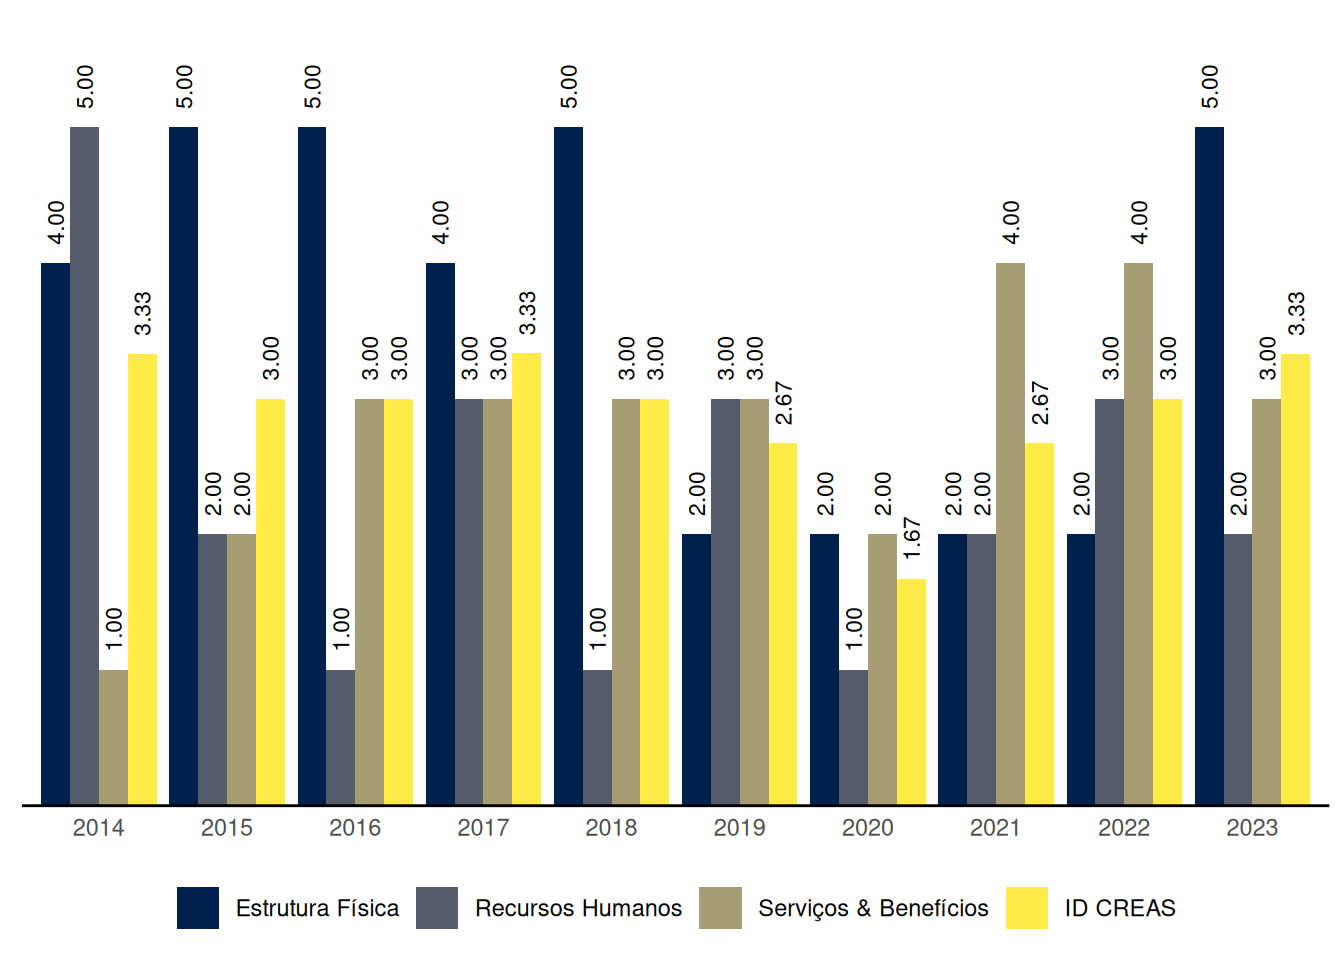 4.00 5.00 1.00 3.33 5.00 2.00 2.00 3.00 5.00 1.00 3.00 3.00 4.00 3.00 3.00 3.33 5.00 1.00 3.00 3.00 2.00 3.00 3.00 2.67 2.00 1.00 2.00 1.67 2.00 2.00 4.00 2.67 2.00 3.00 4.00 3.00 5.00 2.00 3.00 3.33
2014 2015 2016 2017 2018 2019 2020 2021 2022 2023
Estrutura Física Recursos Humanos Serviços & Benefícios ID CREAS